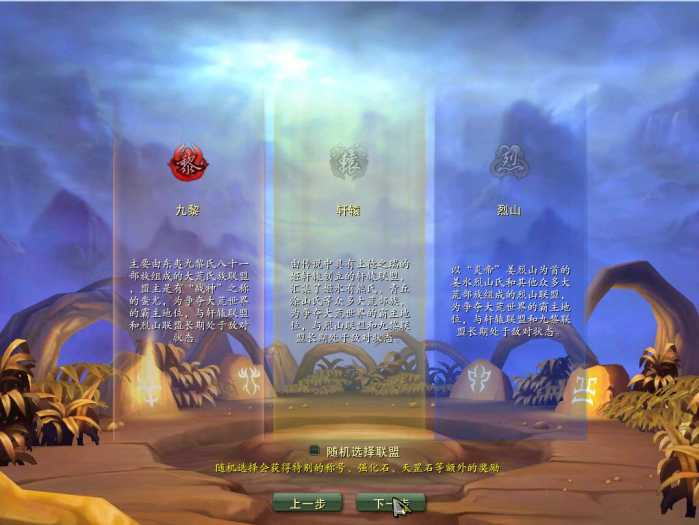 黎
辕
烈
九黎
轩辕
烈山
主要由东夷九黎氏八十一
部族组成的大荒氏族联盟
，盟主是有“战神”之称
的蚩尤，为争夺大荒世界
的霸主地位，与轩辕联盟
和烈山联盟长期处于敌对
状态。
由传说中具有土德之瑞的
姬轩辕创立的轩辕联盟，
汇集了姬水有熊氏、青丘
涂山氏等众多大荒部族，
为争夺大荒世界的霸主地
位，与烈山联盟和九黎联
盟长期处于敌对状态。
以“炎帝”姜烈山为首的
姜水烈山氏和其他众多大
荒部族组成的烈山联盟，
为争夺大荒世界的霸主地
位，与轩辕联盟和九黎联
盟长期处于敌对状态。
随机选择联盟
随机选择会获得特别的称号、强化石、天罡石等额外的奖励
上一步
下一步